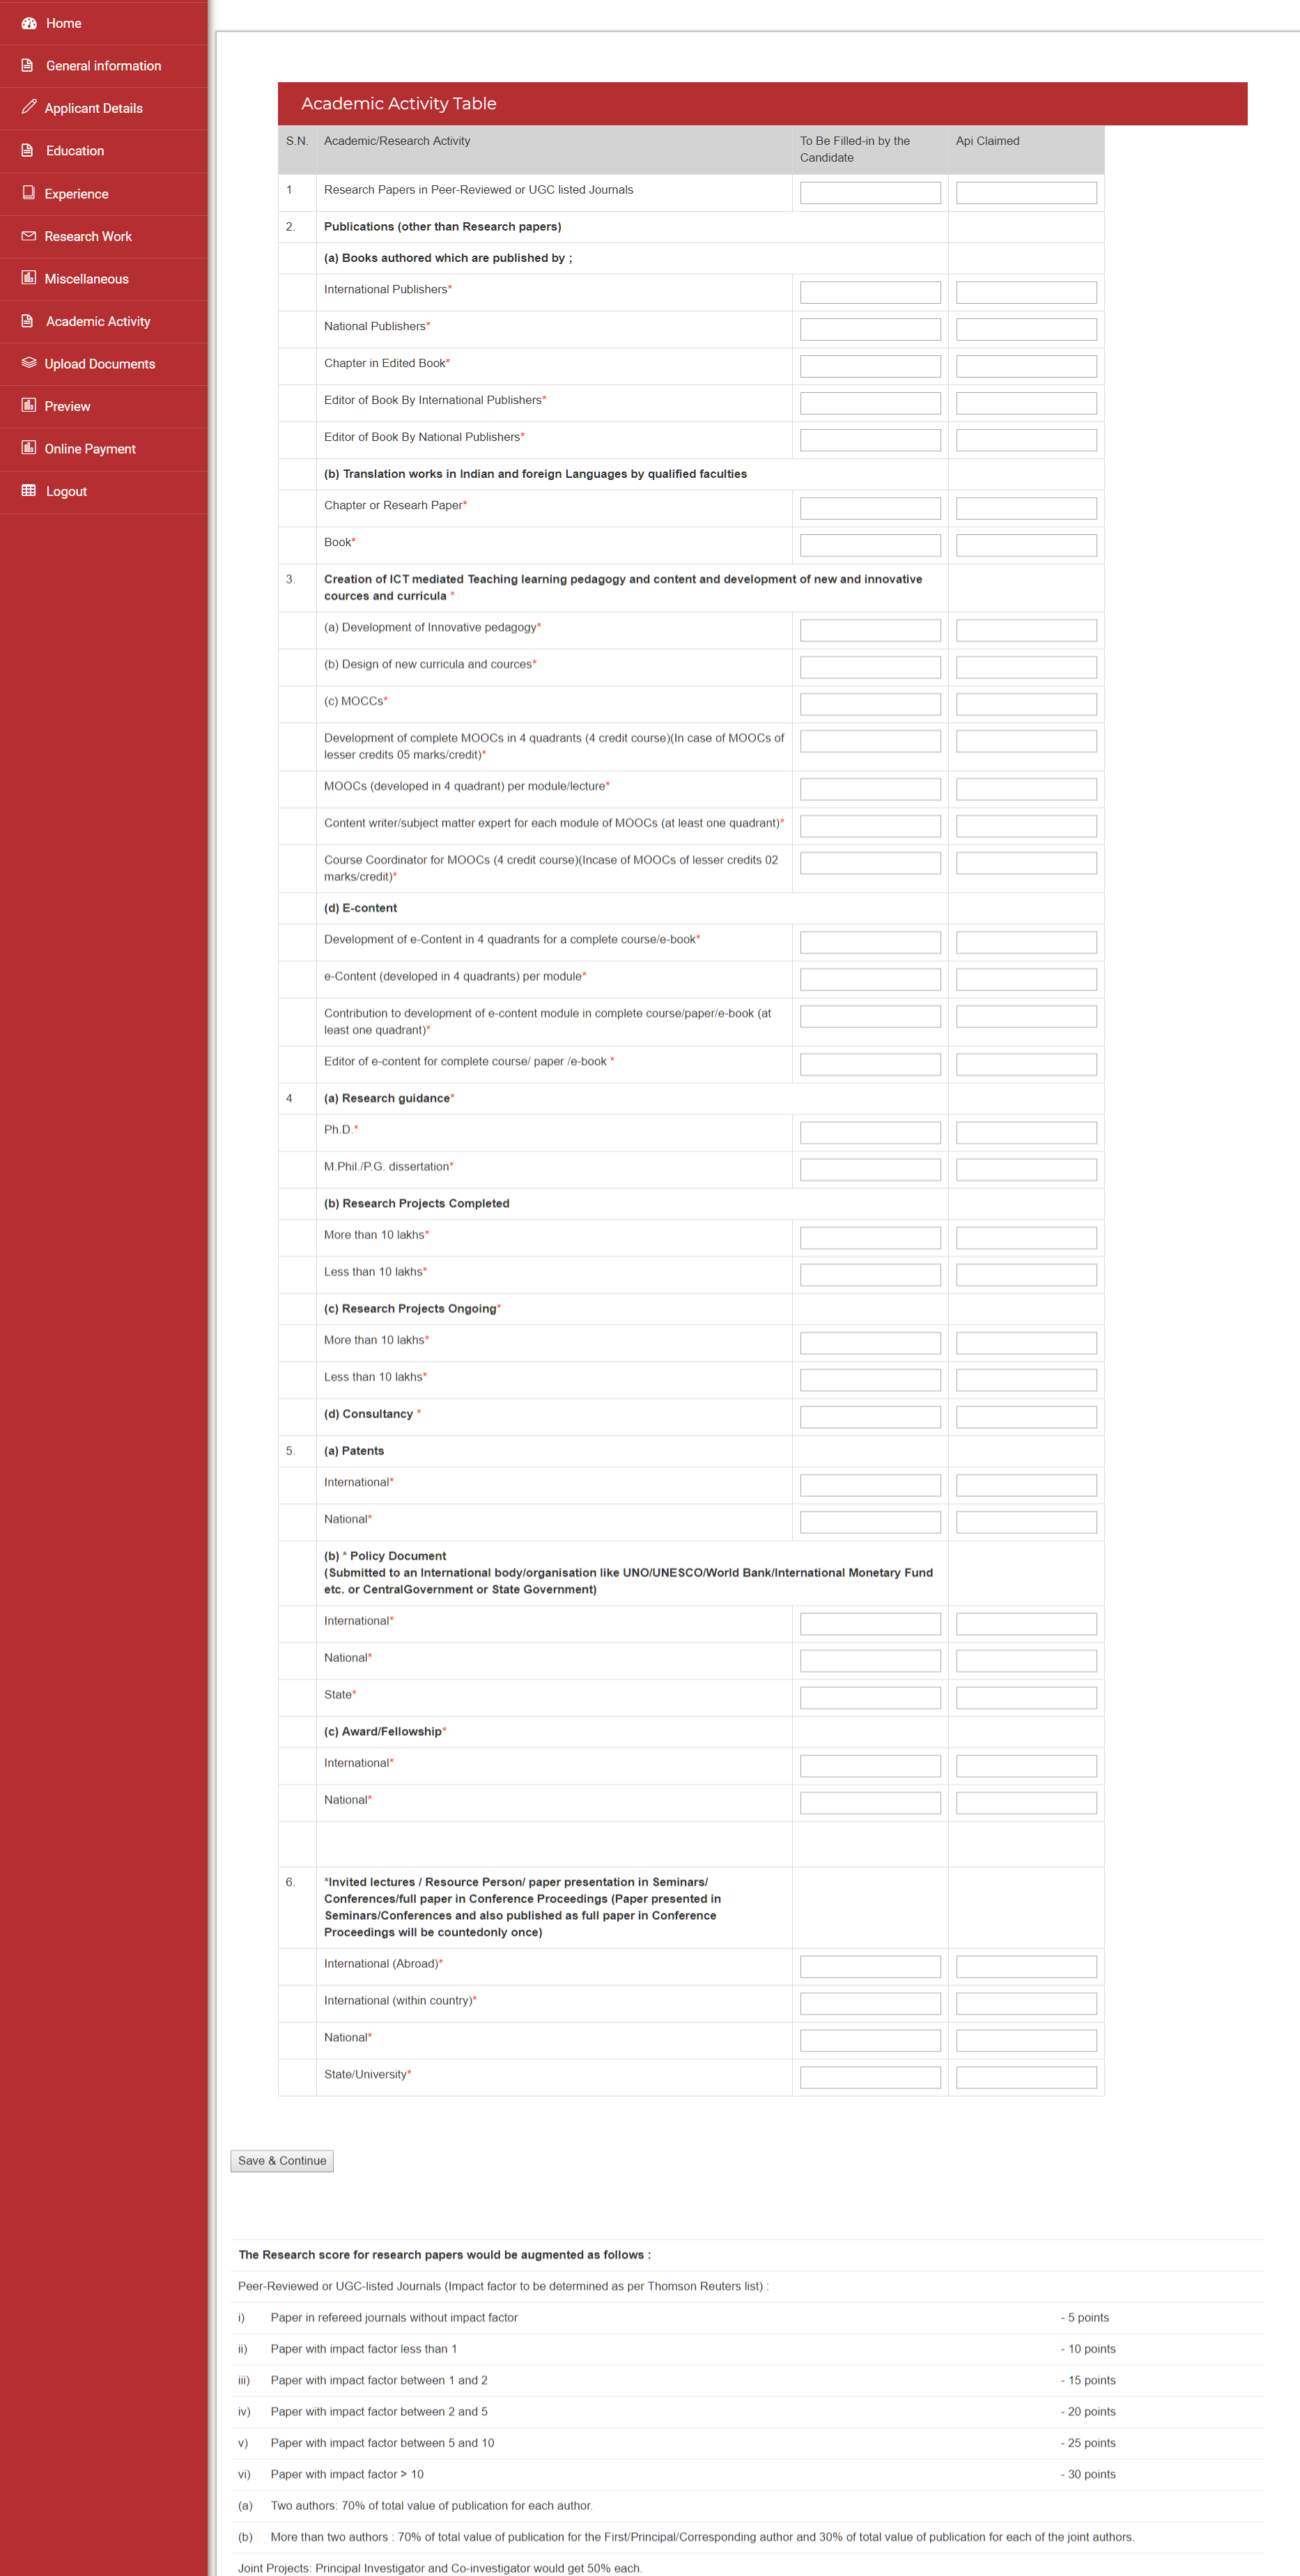 Home
General information
Applicant Details
Education
Experience
Research Work
Miscellaneous
Academic Activity
Upload Documents
Preview
Online Payment
Logout
Academic Activity Table
S.N. Academic/Research Activity To Be Filled-in by the Candidate Api Claimed
1 Research Papers in Peer-Reviewed or UGC listed Journals
2. Publications (other than Research papers)
(a) Books authored which are published by ;
International Publishers*
National Publishers*
Chapter in Edited Book*
Editor of Book By International Publishers*
Editor of Book By National Publishers*
(b) Translation works in Indian and foreign Languages by qualified faculties
Chapter or Researh Paper*
Book*
3. Creation of ICT mediated Teaching learning pedagogy and content and development of new and innovative
cources and curricula *
(a) Development of Innovative pedagogy*
(b) Design of new curricula and cources*
(c) MOCCs*
Development of complete MOOCs in 4 quadrants (4 credit course)(In case of MOOCs of
lesser credits 05 marks/credit)*
MOOCs (developed in 4 quadrant) per module/lecture*
Content writer/subject matter expert for each module of MOOCs (at least one quadrant)*
Course Coordinator for MOOCs (4 credit course)(Incase of MOOCs of lesser credits 02
marks/credit)*
(d) E-content
Development of e-Content in 4 quadrants for a complete course/e-book*
e-Content (developed in 4 quadrants) per module*
Contribution to development of e-content module in complete course/paper/e-book (at
least one quadrant)*
Editor of e-content for complete course/ paper /e-book *
4 (a) Research guidance*
Ph.D.*
M.Phil./P.G. dissertation*
(b) Research Projects Completed
More than 10 lakhs*
Less than 10 lakhs*
(c) Research Projects Ongoing*
More than 10 lakhs*
Less than 10 lakhs*
(d) Consultancy *
5. (a) Patents
International*
National*
(b) * Policy Document
(Submitted to an International body/organisation like UNO/UNESCO/World Bank/International Monetary Fund
etc. or CentralGovernment or State Government)
International*
National*
State*
(c) Award/Fellowship*
International*
National*
6. *Invited lectures / Resource Person/ paper presentation in Seminars/
Conferences/full paper in Conference Proceedings (Paper presented in
Seminars/Conferences and also published as full paper in Conference
Proceedings will be countedonly once)
International (Abroad)*
International (within country)*
National*
State/University*
Save & Continue
The Research score for research papers would be augmented as follows :
Peer-Reviewed or UGC-listed Journals (Impact factor to be determined as per Thomson Reuters list) :
i) Paper in refereed journals without impact factor - 5 points
ii) Paper with impact factor less than 1 - 10 points
iii) Paper with impact factor between 1 and 2 - 15 points
iv) Paper with impact factor between 2 and 5 - 20 points
v) Paper with impact factor between 5 and 10 - 25 points
vi) Paper with impact factor > 10 - 30 points
(a) Two authors: 70% of total value of publication for each author.
(b) More than two authors : 70% of total value of publication for the First/Principal/Corresponding author and 30% of total value of publication for each of the joint authors.
Joint Projects: Principal Investigator and Co-investigator would get 50% each.